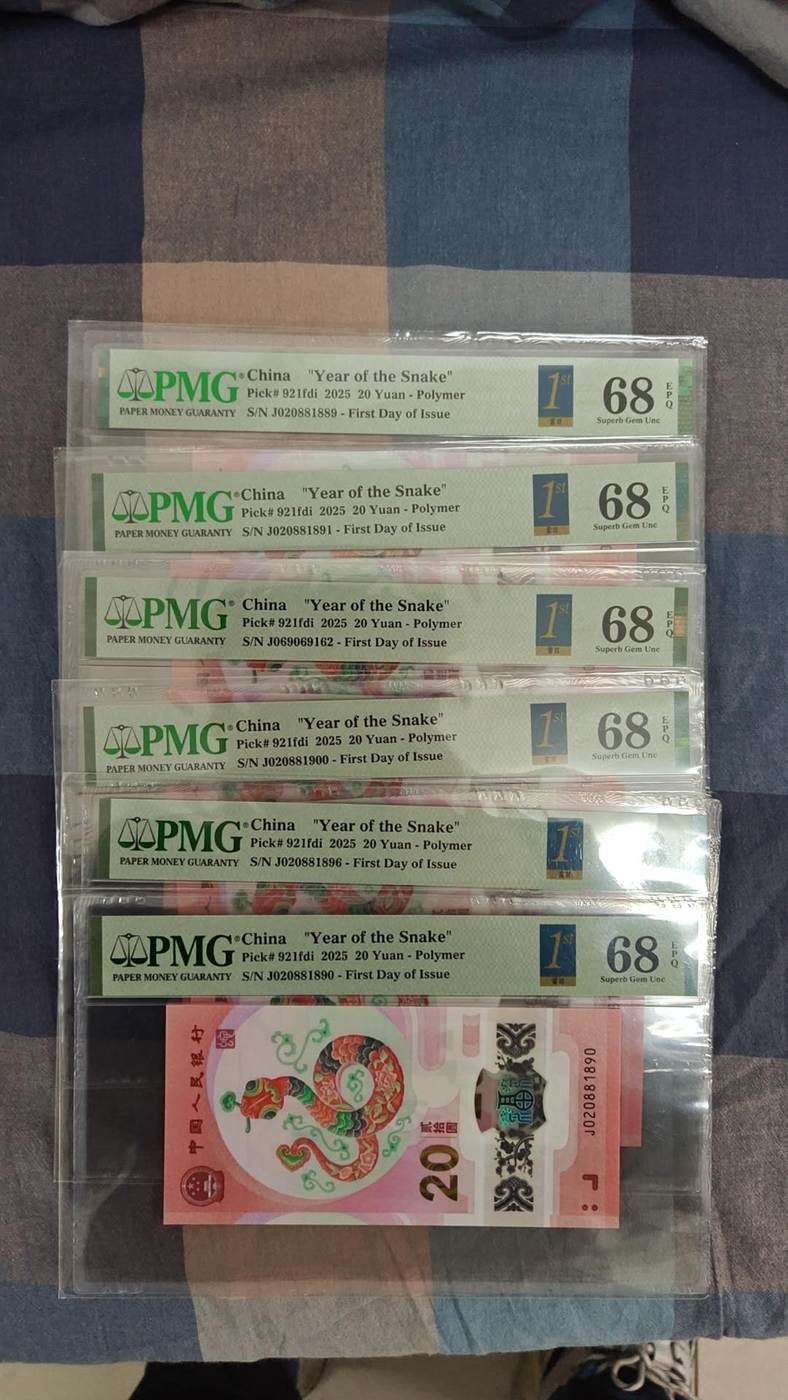 PMG® China "Year of the Snake" 1st 68 EPQ
Pick# 921fdi 2025 20 Yuan - Polymer
PAPER MONEY GUARANTY S/N J020881889 - First Day of Issue Superb Gem Unc
PMG® China "Year of the Snake" 1st 68 EPQ
Pick# 921fdi 2025 20 Yuan - Polymer
PAPER MONEY GUARANTY S/N J020881891 - First Day of Issue Superb Gem Unc
PMG® China "Year of the Snake" 1st 68 EPQ
Pick# 921fdi 2025 20 Yuan - Polymer
PAPER MONEY GUARANTY S/N J069069162 - First Day of Issue Superb Gem Unc
PMG® China "Year of the Snake" 1st 68 EPQ
Pick# 921fdi 2025 20 Yuan - Polymer
PAPER MONEY GUARANTY S/N J020881900 - First Day of Issue Superb Gem Unc
PMG® China "Year of the Snake" 1st
Pick# 921fdi 2025 20 Yuan - Polymer
PAPER MONEY GUARANTY S/N J020881896 - First Day of Issue
PMG® China "Year of the Snake" 1st 68 EPQ
Pick# 921fdi 2025 20 Yuan - Polymer
PAPER MONEY GUARANTY S/N J020881890 - First Day of Issue Superb Gem Unc
中国人民银行
20
贰拾圆
J020881890